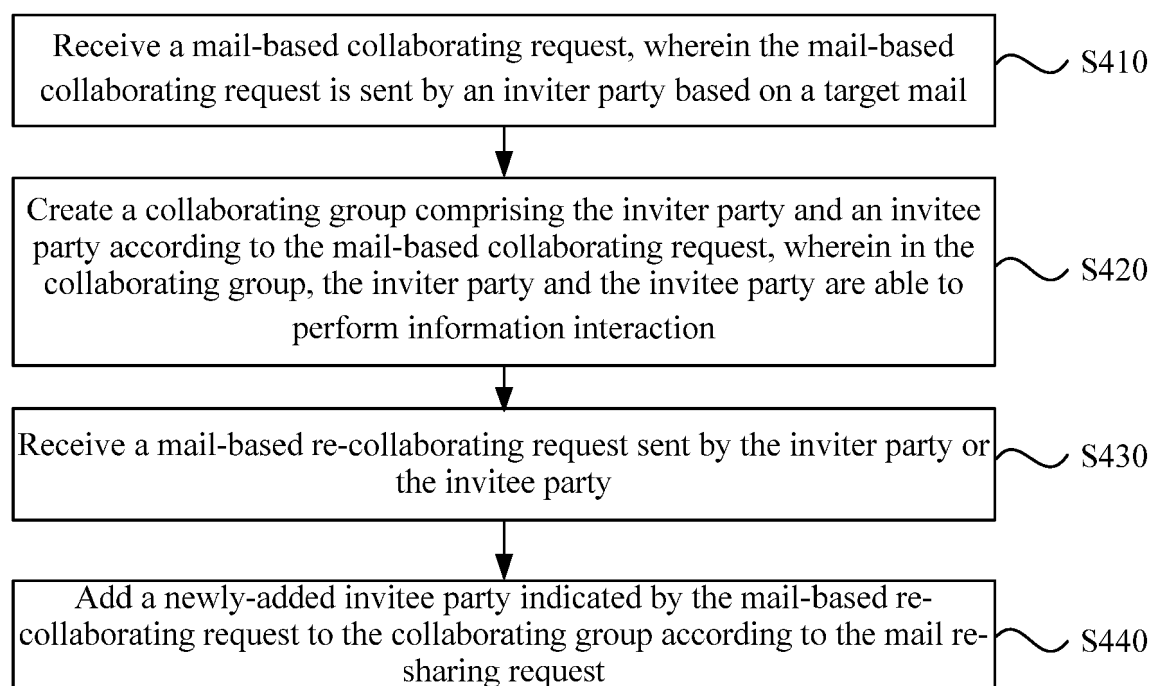 Receive a mail-based collaborating request, wherein the mail-based
collaborating request is sent by an inviter party based on a target mail
S410
Create a collaborating group comprising the inviter party and an invitee
party according to the mail-based collaborating request, wherein in the
collaborating group, the inviter party and the invitee party are able to
perform information interaction
S420
Receive a mail-based re-collaborating request sent by the inviter party or
the invitee party
S430
Add a newly-added invitee party indicated by the mail-based re-
collaborating request to the collaborating group according to the mail re-
sharing request
S440